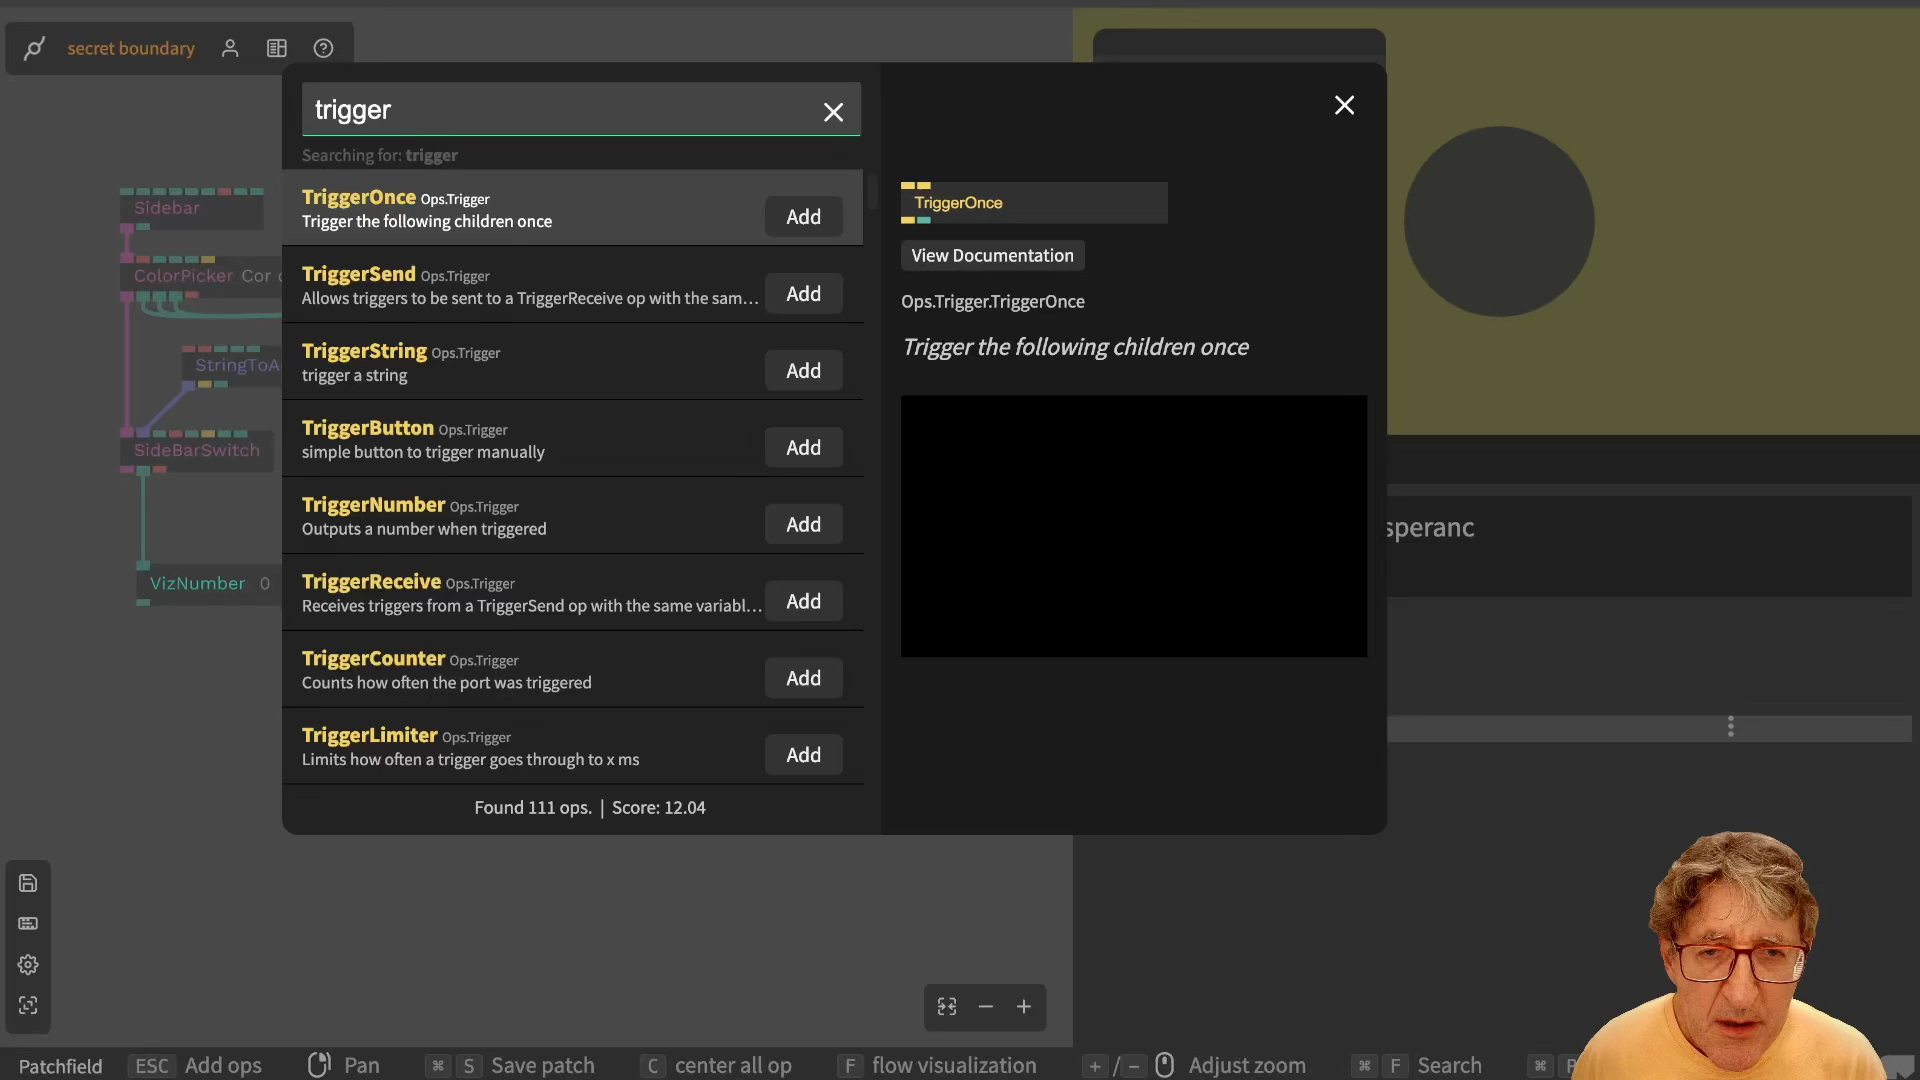 secret boundary
trigger
Searching for: trigger
TriggerOnce Ops.Trigger
Trigger the following children once
Add
TriggerSend Ops.Trigger
Allows triggers to be sent to a TriggerReceive op with the sam...
Add
TriggerString Ops.Trigger
trigger a string
Add
TriggerButton Ops.Trigger
simple button to trigger manually
Add
TriggerNumber Ops.Trigger
Outputs a number when triggered
Add
TriggerReceive Ops.Trigger
Receives triggers from a TriggerSend op with the same variabl...
Add
TriggerCounter Ops.Trigger
Counts how often the port was triggered
Add
TriggerLimiter Ops.Trigger
Limits how often a trigger goes through to x ms
Add
Found 111 ops. | Score: 12.04
TriggerOnce
View Documentation
Ops.Trigger.TriggerOnce
Trigger the following children once
Sidebar
ColorPicker Cor
StringToA
SideBarSwitch
VizNumber 0
speranc
Patchfield ESC Add ops Pan ⌘ S Save patch C center all op F flow visualization + / − Adjust zoom ⌘ F Search ⌘ P